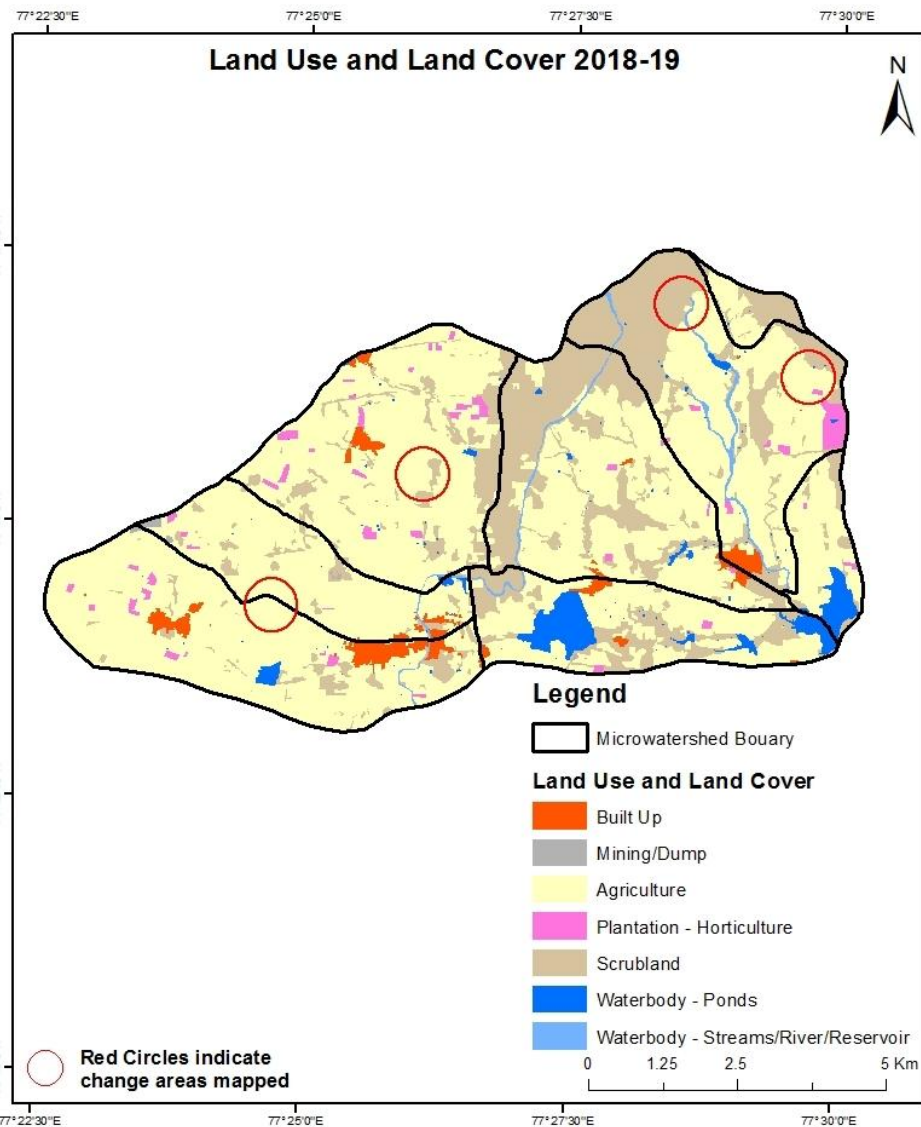 77°22'30"E 77°25'0"E 77°27'30"E 77°30'0"E
Land Use and Land Cover 2018-19
N
Legend
Microwatershed Bouary
Land Use and Land Cover
Built Up
Mining/Dump
Agriculture
Plantation - Horticulture
Scrubland
Waterbody - Ponds
Waterbody - Streams/River/Reservoir
0 1.25 2.5 5 Km
Red Circles indicate
change areas mapped
77°22'30"E 77°25'0"E 77°27'30"E 77°30'0"E